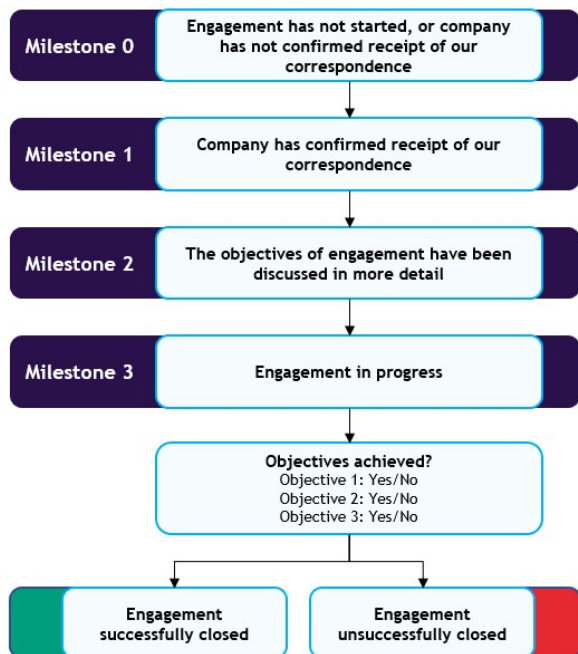 Milestone 0
Engagement has not started, or company
has not confirmed receipt of our
correspondence
Milestone 1
Company has confirmed receipt of our
correspondence
Milestone 2
The objectives of engagement have been
discussed in more detail
Milestone 3
Engagement in progress
Objectives achieved?
Objective 1: Yes/No
Objective 2: Yes/No
Objective 3: Yes/No
Engagement
successfully closed
Engagement
unsuccessfully closed